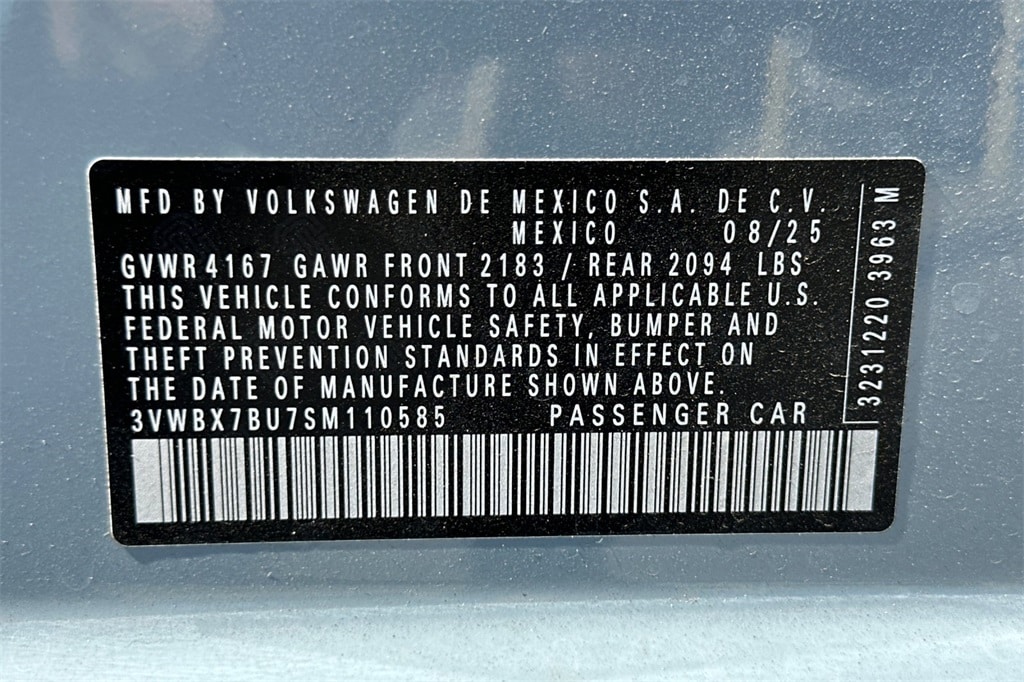 MFD BY VOLKSWAGEN DE MEXICO S.A. DE C.V.
MEXICO 08/25
GVWR 4167 GAWR FRONT 2183 / REAR 2094 LBS
THIS VEHICLE CONFORMS TO ALL APPLICABLE U.S.
FEDERAL MOTOR VEHICLE SAFETY, BUMPER AND
THEFT PREVENTION STANDARDS IN EFFECT ON
THE DATE OF MANUFACTURE SHOWN ABOVE.
3VWBX7BU7SM110585 PASSENGER CAR
3231220 3963 M